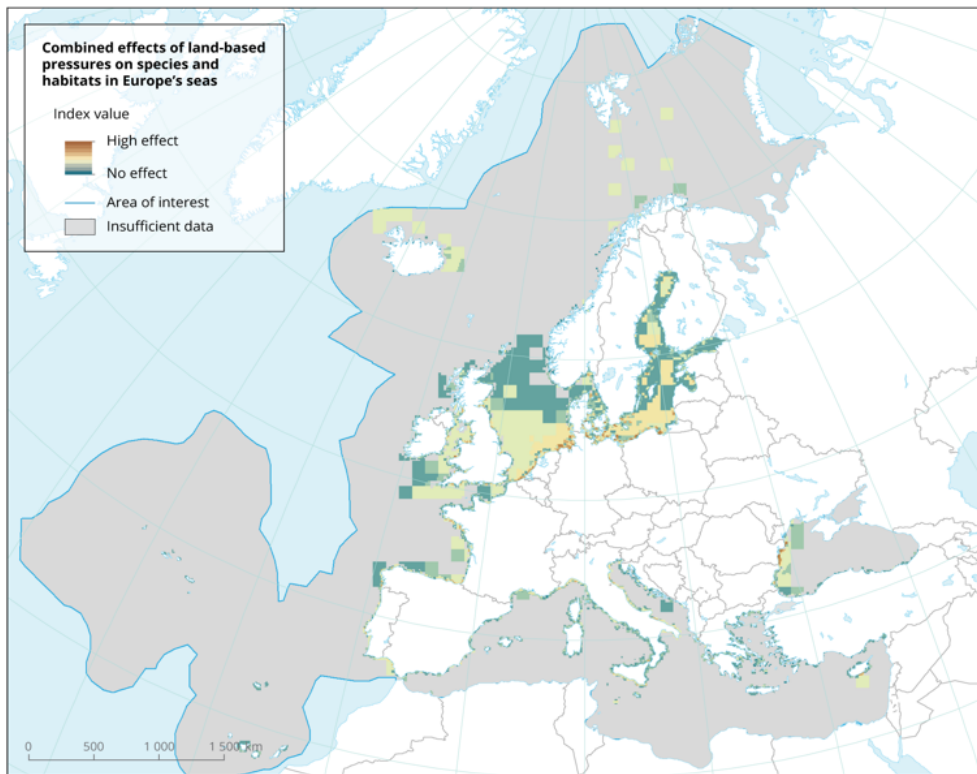 Combined effects of land-based
pressures on species and
habitats in Europe's seas
Index value
High effect
No effect
Area of interest
Insufficient data
0 500 1 000 1 500 km